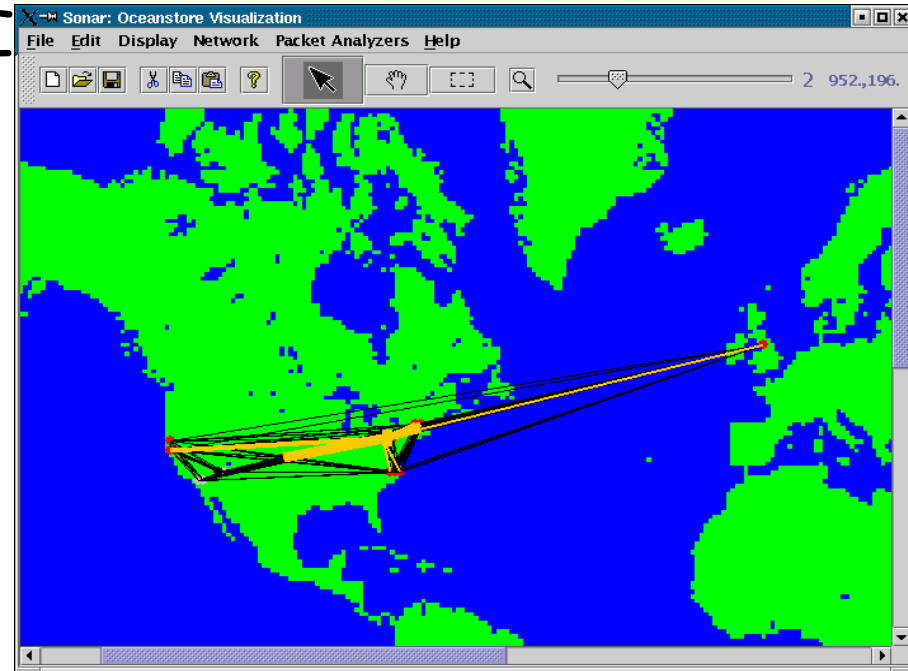 Sonar: Oceanstore Visualization
File Edit Display Network Packet Analyzers Help
2 952.,196.